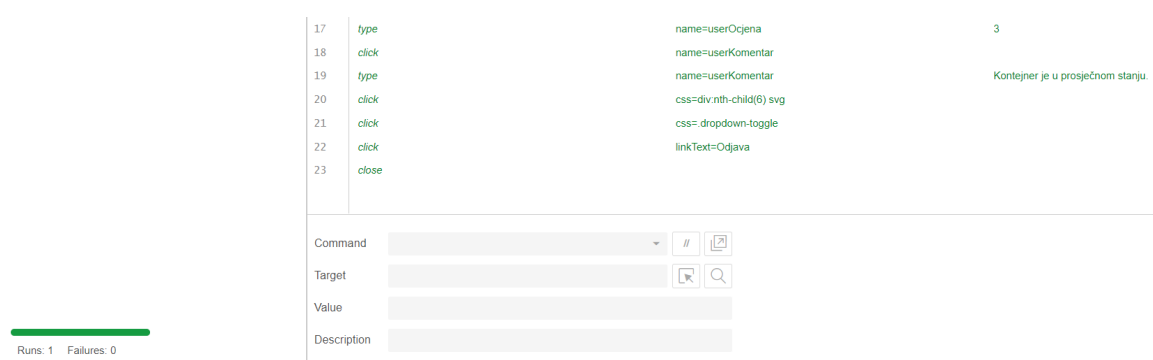 17 type name=userOcjena 3
18 click name=userKomentar
19 type name=userKomentar Kontejner je u prosječnom stanju.
20 click css=div:nth-child(6) svg
21 click css=.dropdown-toggle
22 click linkText=Odjava
23 close
Command //
Target
Value
Description
Runs: 1 Failures: 0